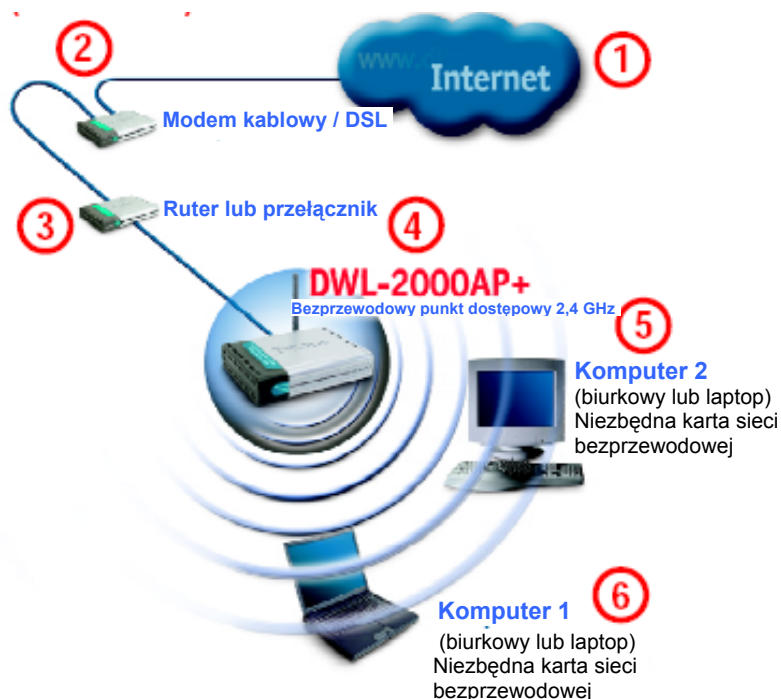 1
www.
Internet
2
Modem kablowy / DSL
3
Ruter lub przełącznik
4
DWL-2000AP+
Bezprzewodowy punkt dostępowy 2,4 GHz
5
Komputer 2
(biurkowy lub laptop)
Niezbędna karta sieci
bezprzewodowej
6
Komputer 1
(biurkowy lub laptop)
Niezbędna karta sieci
bezprzewodowej